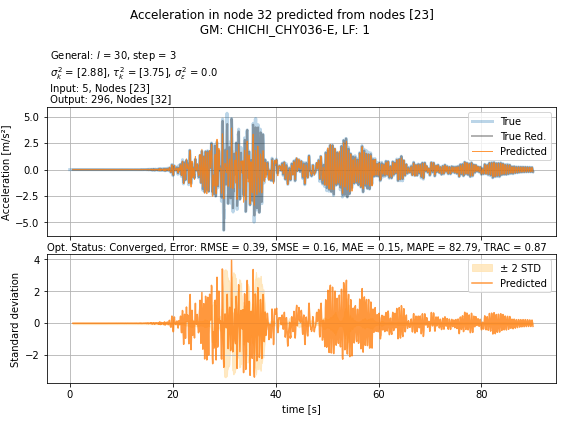 Acceleration in node 32 predicted from nodes [23]
GM: CHICHI_CHY036-E, LF: 1
General: l = 30, step = 3
σ²ₖ = [2.88], τ²ₖ = [3.75], σ²ε = 0.0
Input: 5, Nodes [23]
Output: 296, Nodes [32]
Acceleration [m/s²]
5.0
2.5
0.0
−2.5
−5.0
True
True Red.
Predicted
Opt. Status: Converged, Error: RMSE = 0.39, SMSE = 0.16, MAE = 0.15, MAPE = 82.79, TRAC = 0.87
Standard deviation
4
2
0
−2
± 2 STD
Predicted
0 20 40 60 80
time [s]